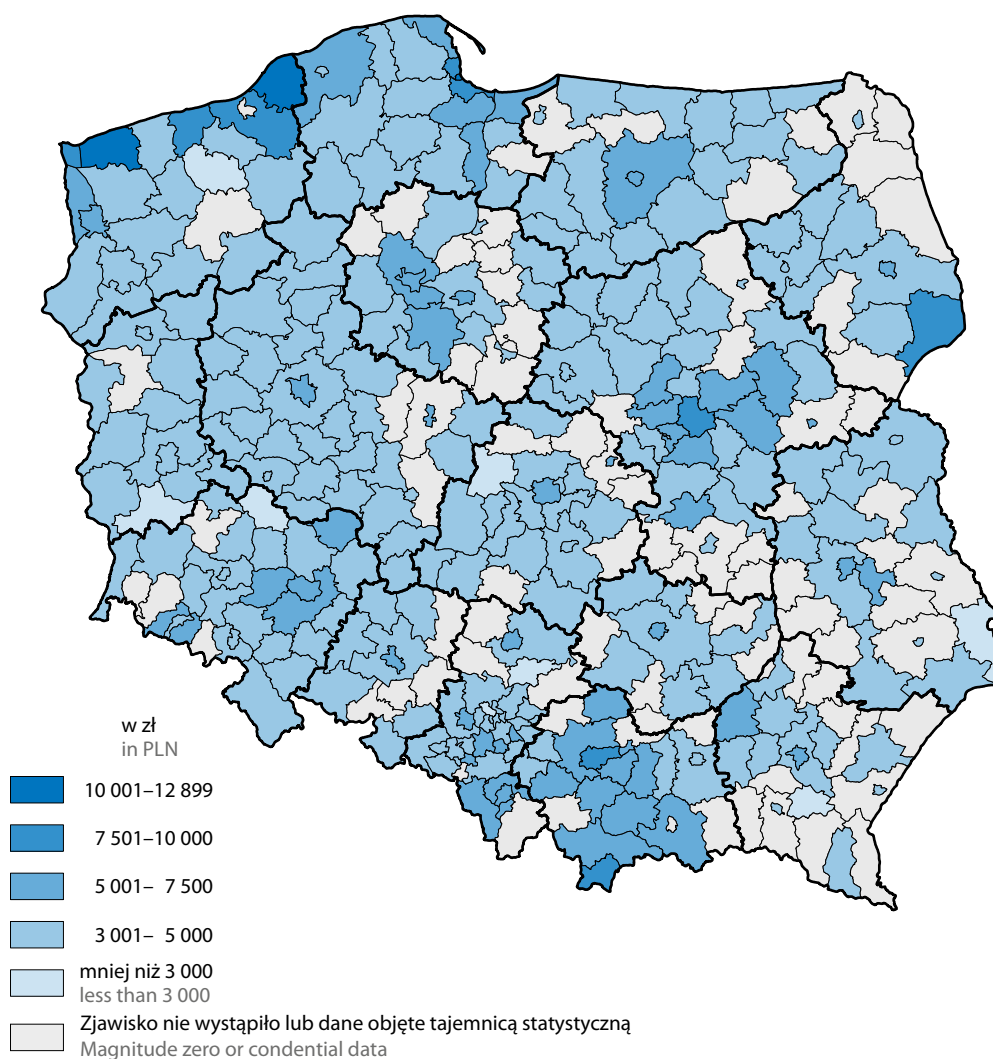 w zł
in PLN
10 001–12 899
7 501–10 000
5 001– 7 500
3 001– 5 000
mniej niż 3 000
less than 3 000
Zjawisko nie wystąpiło lub dane objęte tajemnicą statystyczną
Magnitude zero or condential data